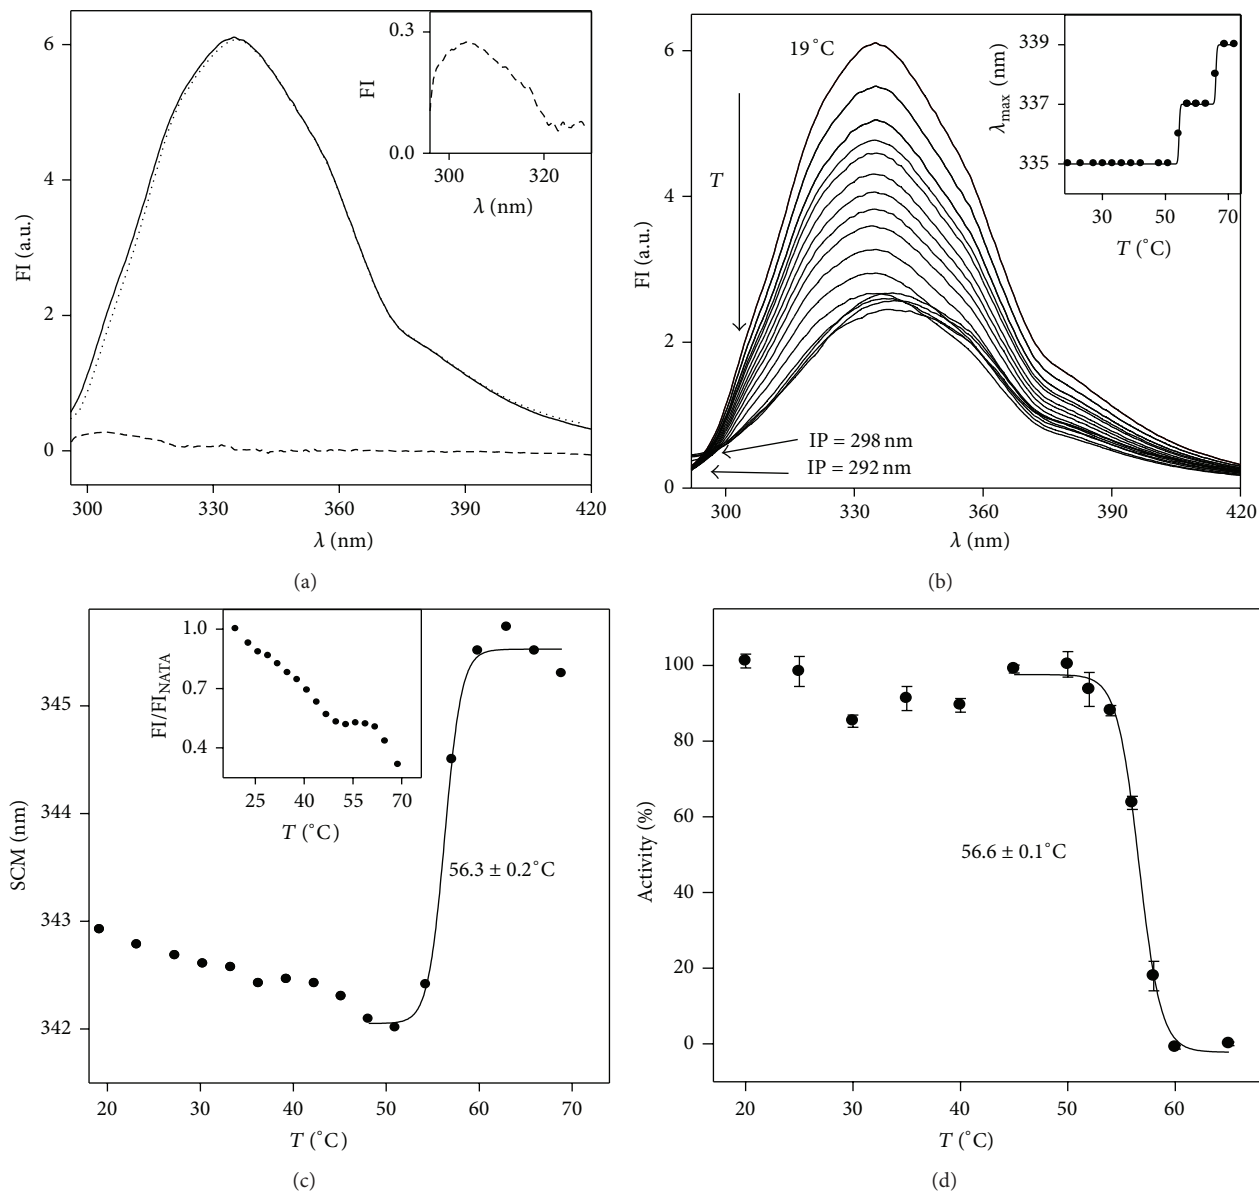 6
4
2
0
FI (a.u.)
300
330
360
390
420
λ (nm)
0.3
0.0
FI
300
320
λ (nm)
(a)
6
4
2
0
FI (a.u.)
19°C
T
IP = 298 nm
IP = 292 nm
300
330
360
390
420
λ (nm)
339
337
335
λmax (nm)
30
50
70
T (°C)
(b)
345
344
343
342
SCM (nm)
56.3 ± 0.2°C
20
30
40
50
60
70
T (°C)
1.0
0.7
0.4
FI/FINATA
25
40
55
70
T (°C)
(c)
100
80
60
40
20
0
Activity (%)
56.6 ± 0.1°C
20
30
40
50
60
T (°C)
(d)